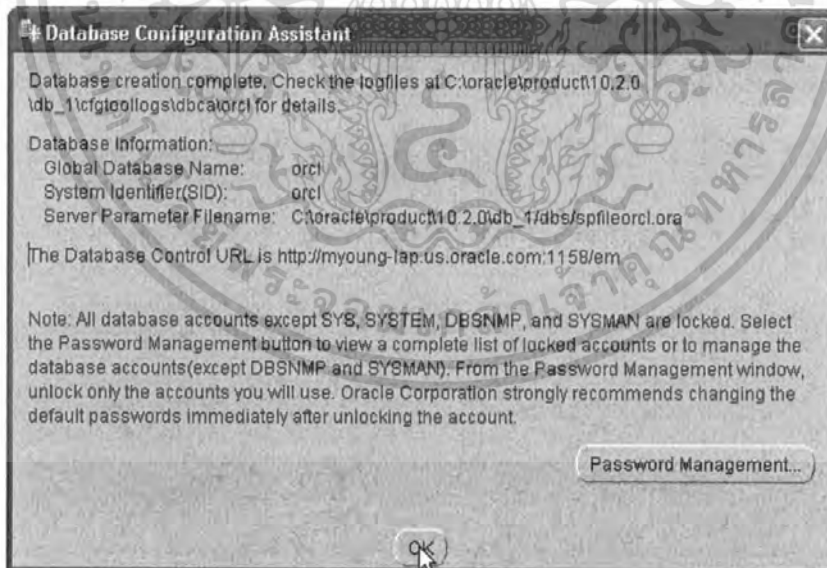 Database Configuration Assistant
Database creation complete. Check the logfiles at C:\oracle\product\10.2.0
\db_1\cfgtoollogs\dbca\orcl for details.
Database Information:
Global Database Name: orcl
System Identifier(SID): orcl
Server Parameter Filename: C:\oracle\product\10.2.0\db_1/dbs/spfileorcl.ora
The Database Control URL is http://myoung-lap.us.oracle.com:1158/em
Note: All database accounts except SYS, SYSTEM, DBSNMP, and SYSMAN are locked. Select
the Password Management button to view a complete list of locked accounts or to manage the
database accounts(except DBSNMP and SYSMAN). From the Password Management window,
unlock only the accounts you will use. Oracle Corporation strongly recommends changing the
default passwords immediately after unlocking the account.
Password Management...
OK